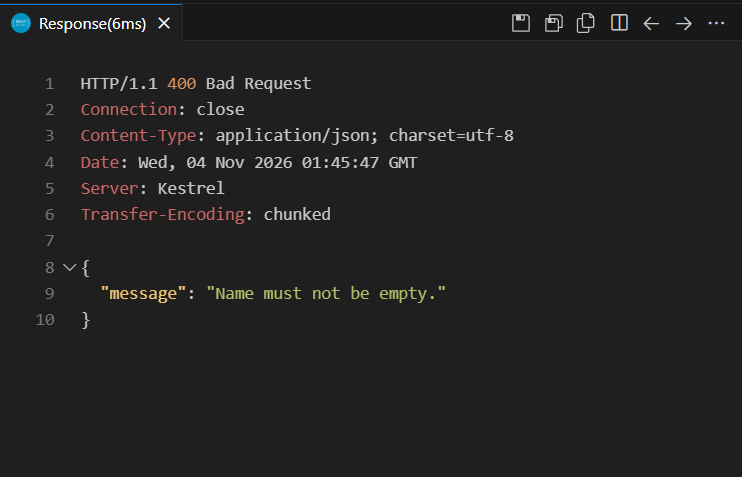 Response(6ms)
1 HTTP/1.1 400 Bad Request
2 Connection: close
3 Content-Type: application/json; charset=utf-8
4 Date: Wed, 04 Nov 2026 01:45:47 GMT
5 Server: Kestrel
6 Transfer-Encoding: chunked
7
8 {
9   "message": "Name must not be empty."
10 }